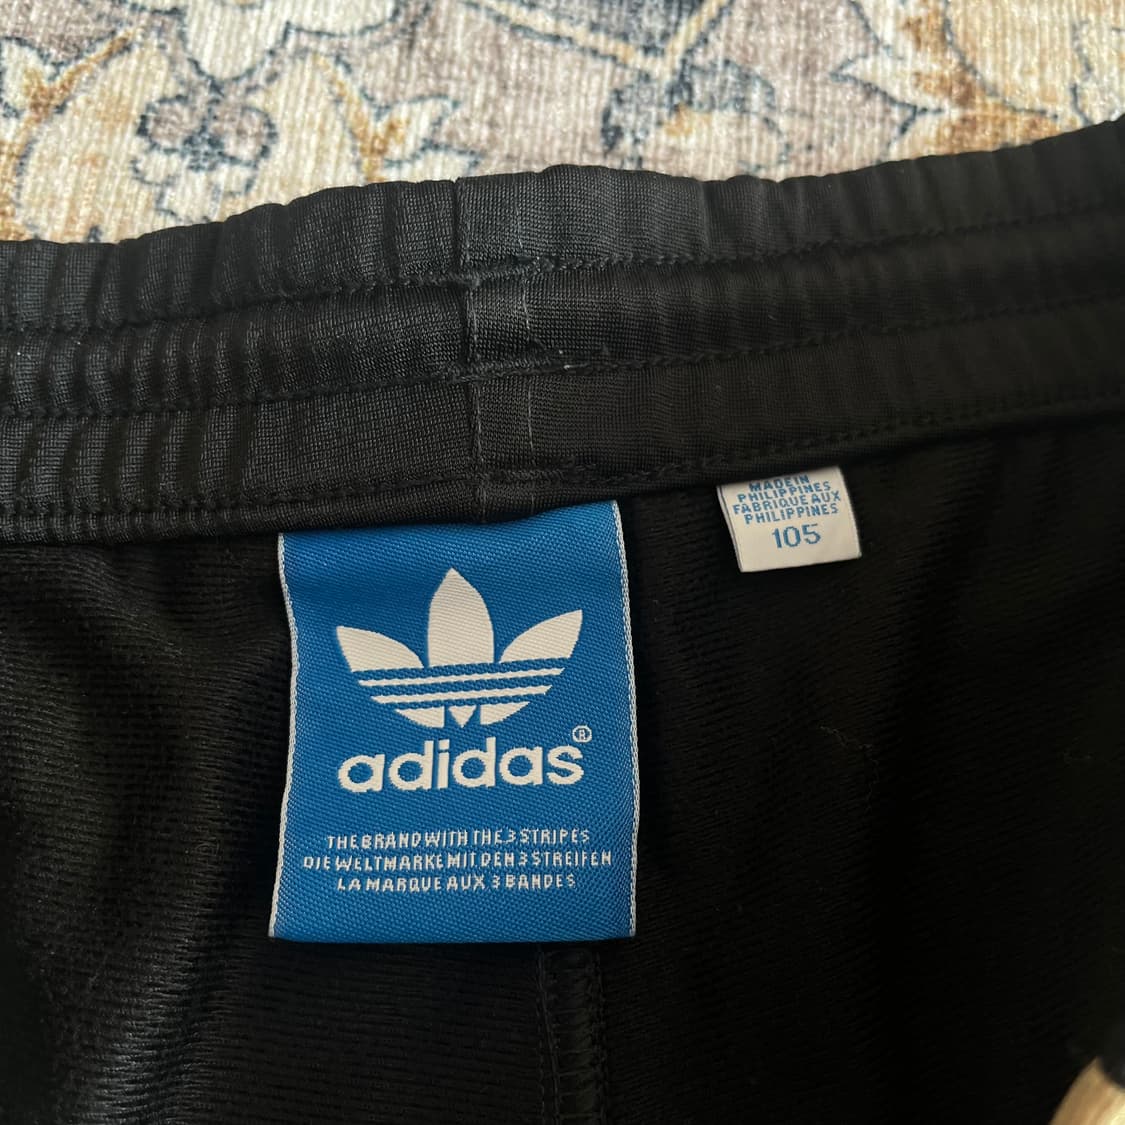 MADE IN
PHILIPPINES
FABRIQUE AUX
PHILIPPINES
105
adidas®
THE BRAND WITH THE 3 STRIPES
DIE WELTMARKE MIT DEN 3 STREIFEN
LA MARQUE AUX 3 BANDES